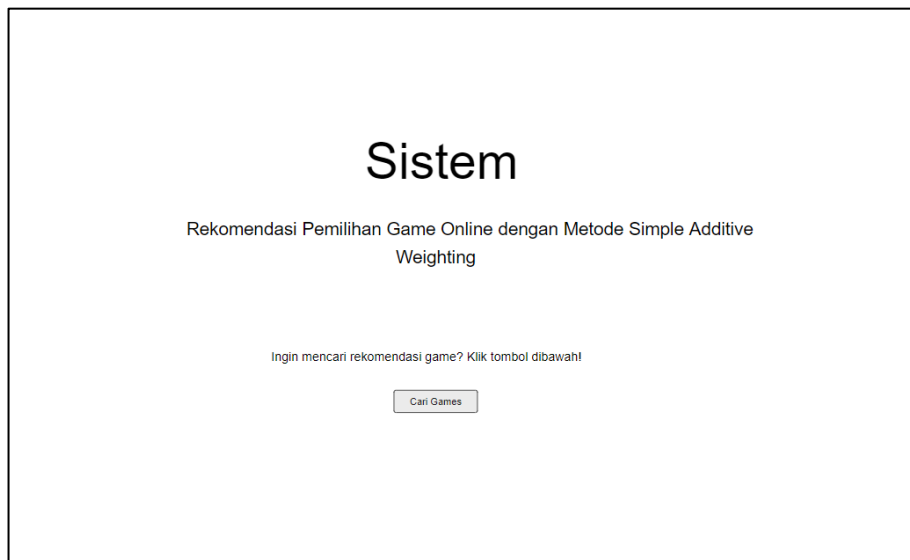 Sistem
Rekomendasi Pemilihan Game Online dengan Metode Simple Additive
Weighting
Ingin mencari rekomendasi game? Klik tombol dibawah!
Cari Games